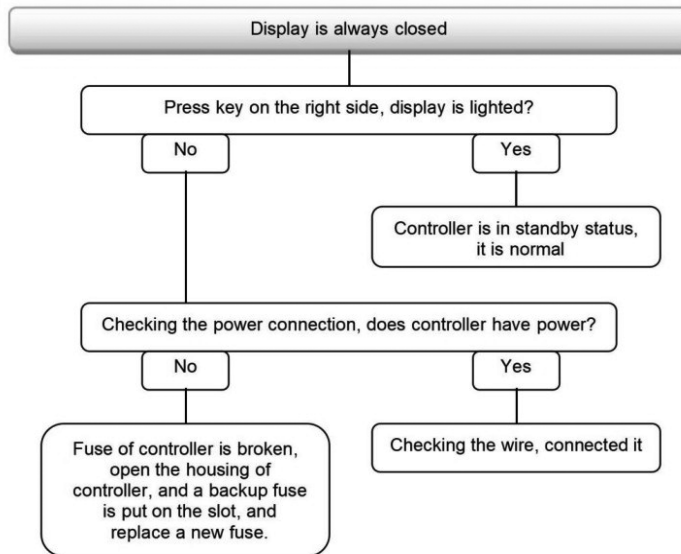 Display is always closed
Press key on the right side, display is lighted?
No
Yes
Controller is in standby status,
it is normal
Checking the power connection, does controller have power?
No
Yes
Fuse of controller is broken,
open the housing of
controller, and a backup fuse
is put on the slot, and
replace a new fuse.
Checking the wire, connected it